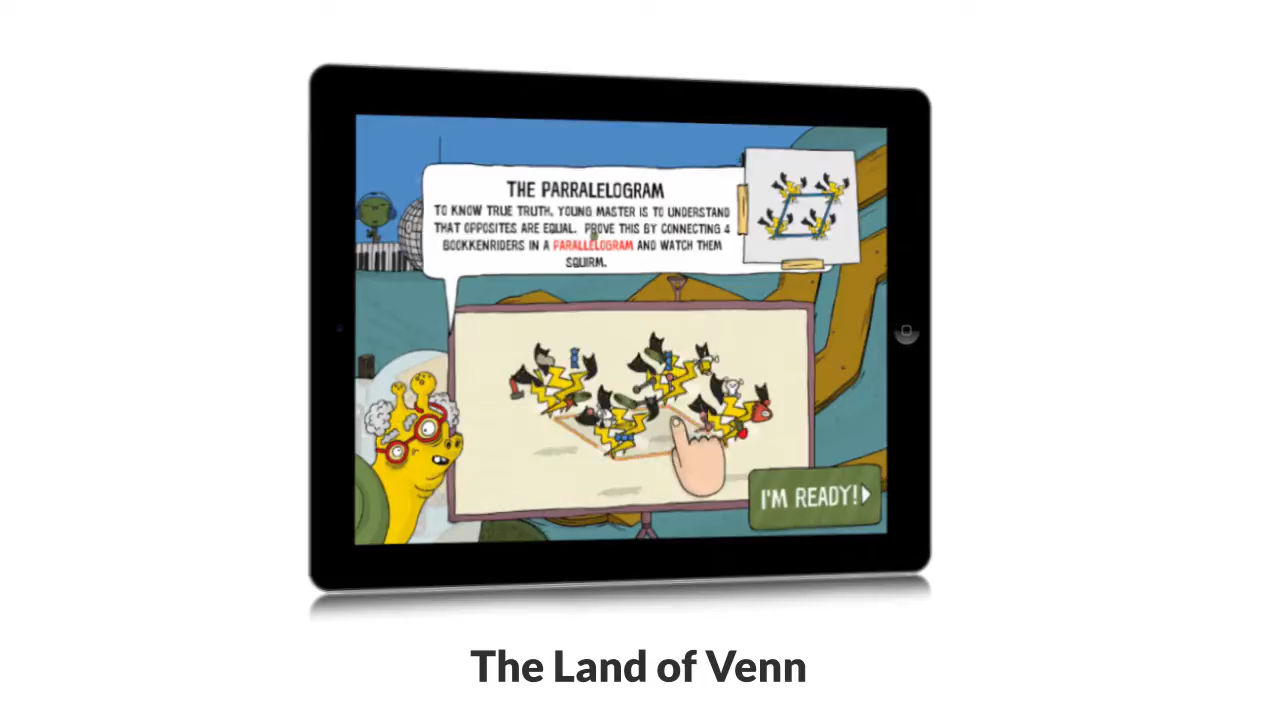 THE PARRALELOGRAM
TO KNOW TRUE TRUTH, YOUNG MASTER IS TO UNDERSTAND
THAT OPPOSITES ARE EQUAL. PROVE THIS BY CONNECTING 4
BOOKKENRIDERS IN A PARALLELOGRAM AND WATCH THEM
SQUIRM.
I'M READY!
The Land of Venn